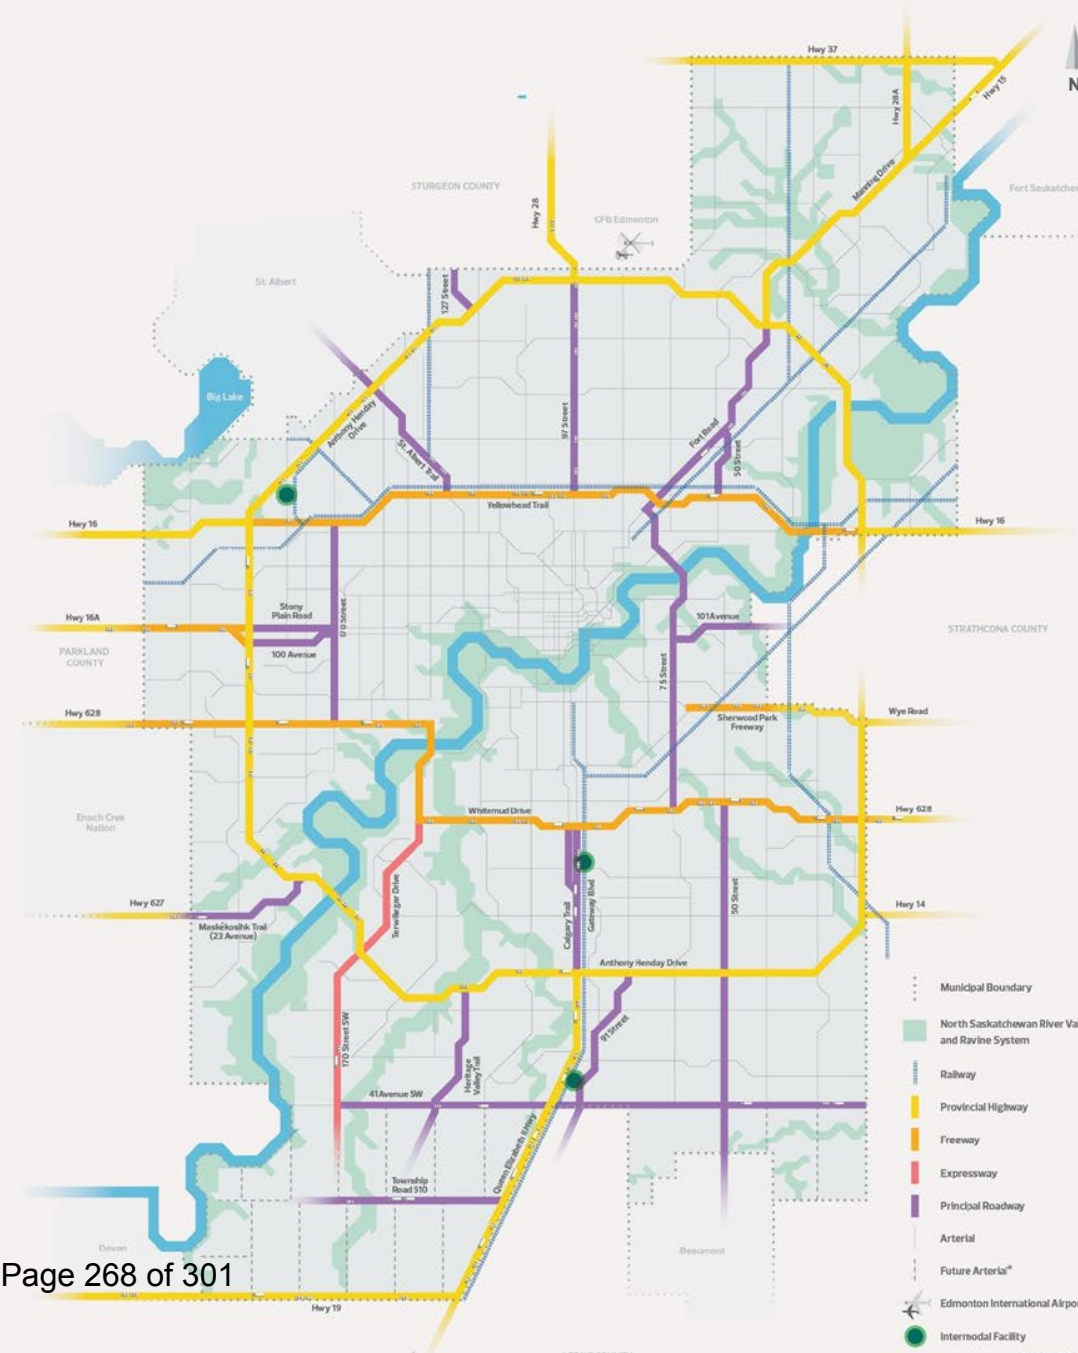 Hwy 37
Hwy 15
Hwy 28A
N
Manning Drive
STURGEON COUNTY
Fort Saskatchew
Hwy 28
CFB Edmonton
St. Albert
127 Street
Big Lake
Anthony Henday
Drive
St. Albert Trail
97 Street
Fort Road
50 Street
Yellowhead Trail
Hwy 16
Hwy 16
Stony
Plain Road
170 Street
Hwy 16A
101 Avenue
STRATHCONA COUNTY
PARKLAND
COUNTY
100 Avenue
75 Street
Hwy 628
Sherwood Park
Freeway
Wye Road
Enoch Cree
Nation
Whitemud Drive
Hwy 628
Hwy 627
Maskêkosihk Trail
(23 Avenue)
Terwillegar Drive
Calgary Trail
Gateway Blvd
50 Street
Hwy 14
Anthony Henday Drive
170 Street SW
Heritage
Valley Trail
91 Street
41 Avenue SW
Queen Elizabeth II Hwy
Township
Road 510
Devon
Beaumont
Hwy 19
Page 268 of 301
Municipal Boundary
North Saskatchewan River Va
and Ravine System
Railway
Provincial Highway
Freeway
Expressway
Principal Roadway
Arterial
Future Arterial*
Edmonton International Airpor
Intermodal Facility